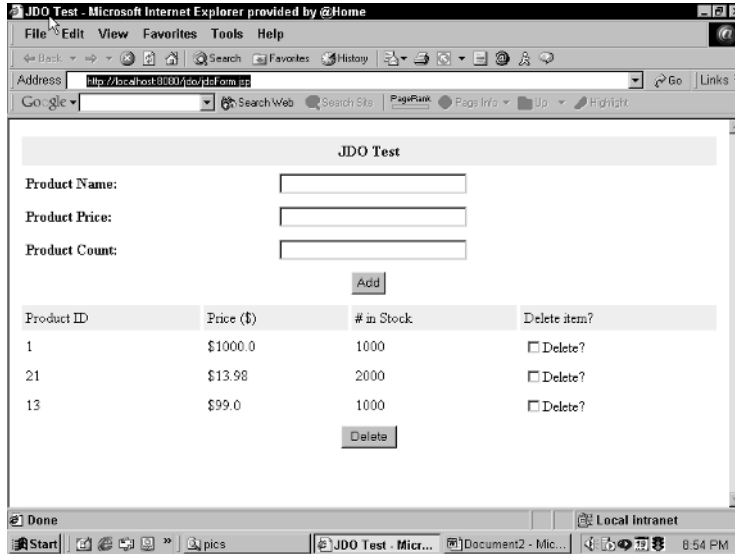 JDO Test - Microsoft Internet Explorer provided by @Home
File Edit View Favorites Tools Help
Back Search Favorites History
Address http://localhost:8080/jdo/jdoForm.jsp Go Links
Google Search Web Search Site PageRank Page Info Up Highlight
JDO Test
Product Name:
Product Price:
Product Count:
Add
Product ID Price ($) # in Stock Delete item?
1 $1000.0 1000 Delete?
21 $13.98 2000 Delete?
13 $99.0 1000 Delete?
Delete
Done Local intranet
Start » pics JDO Test - Micr... Document2 - Mic... 8:54 PM